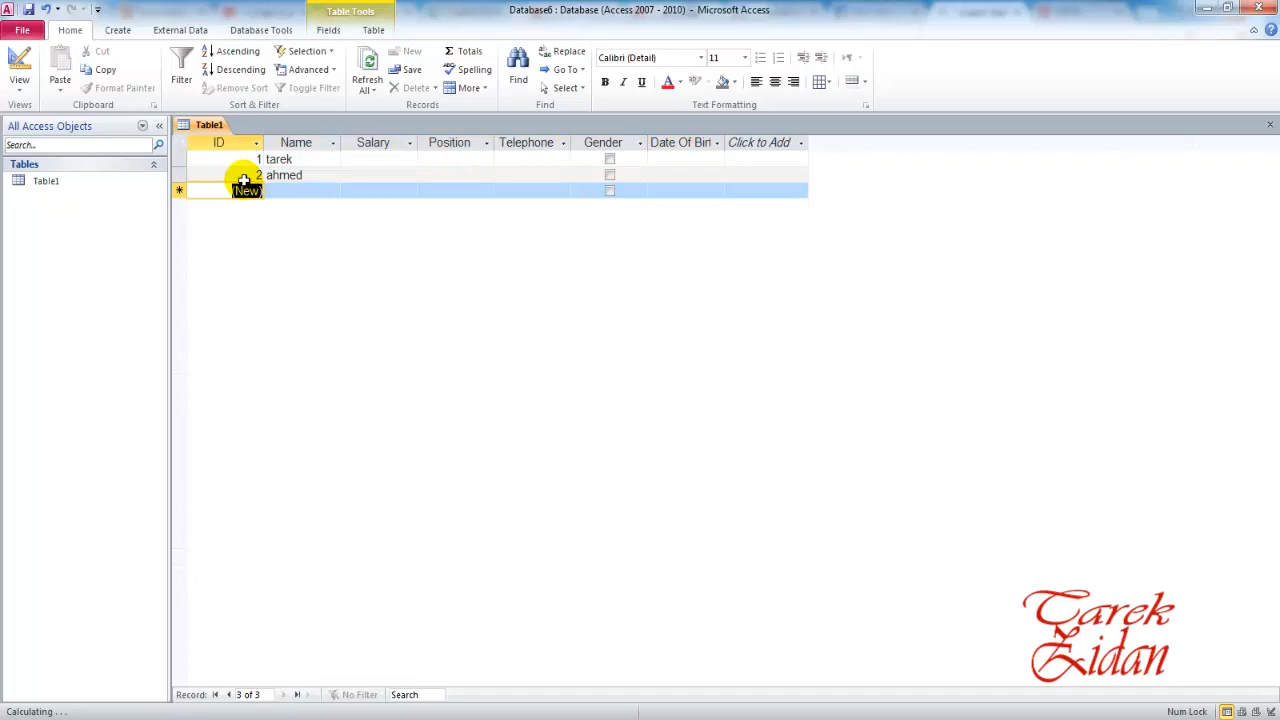 Table Tools
Database6 : Database (Access 2007 - 2010) - Microsoft Access
File
Home
Create
External Data
Database Tools
Fields
Table
View
Views
Paste
Cut
Copy
Format Painter
Clipboard
Filter
Ascending
Descending
Remove Sort
Selection
Advanced
Toggle Filter
Sort & Filter
Refresh
All
New
Save
Delete
Totals
Spelling
More
Records
Find
Replace
Go To
Select
Find
Calibri (Detail)
11
B
I
U
A
ab
Text Formatting
All Access Objects
Search...
Tables
Table1
Table1
ID Name Salary Position Telephone Gender Date Of Birt Click to Add
1 tarek
2 ahmed
(New)
Tarek
Zidan
Record: 3 of 3 No Filter Search
Calculating . . .
Num Lock